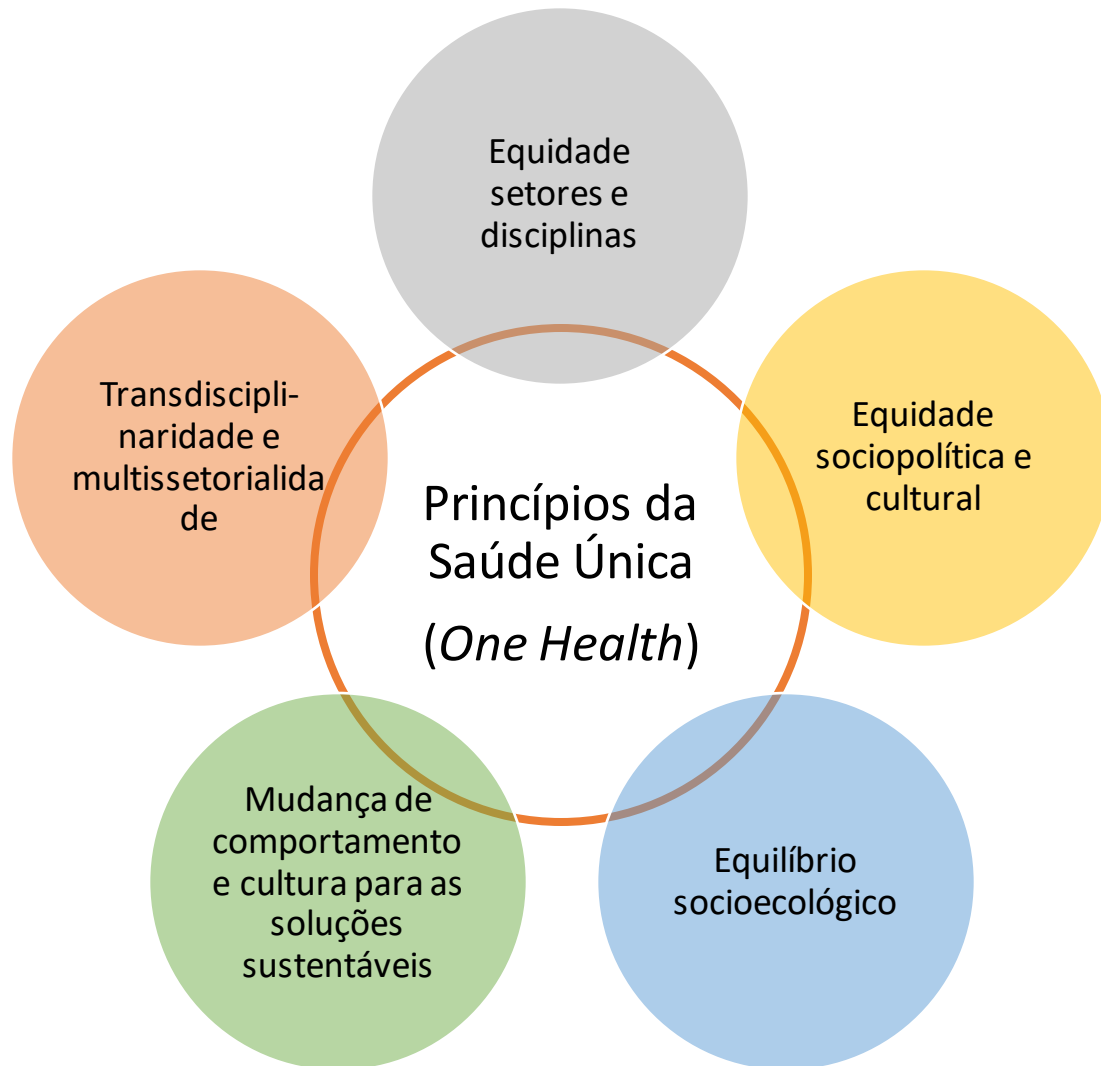 Equidade
setores e
disciplinas
Equidade
sociopolítica e
cultural
Equilíbrio
socioecológico
Mudança de
comportamento
e cultura para as
soluções
sustentáveis
Transdiscipli-
naridade e
multissetorialida
de
Princípios da
Saúde Única
(One Health)